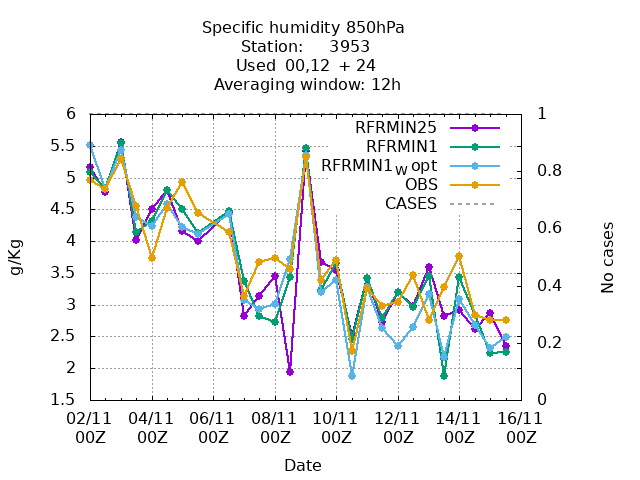 Specific humidity 850hPa
Station: 3953
Used 00,12 + 24
Averaging window: 12h
6 1
5.5 RFRMIN25
RFRMIN1
5 RFRMIN1w opt 0.8
OBS
4.5 CASES
4 0.6
g/Kg
No cases
3.5 0.4
3
2.5 0.2
2
1.5 0
02/11 04/11 06/11 08/11 10/11 12/11 14/11 16/11
00Z 00Z 00Z 00Z 00Z 00Z 00Z 00Z
Date